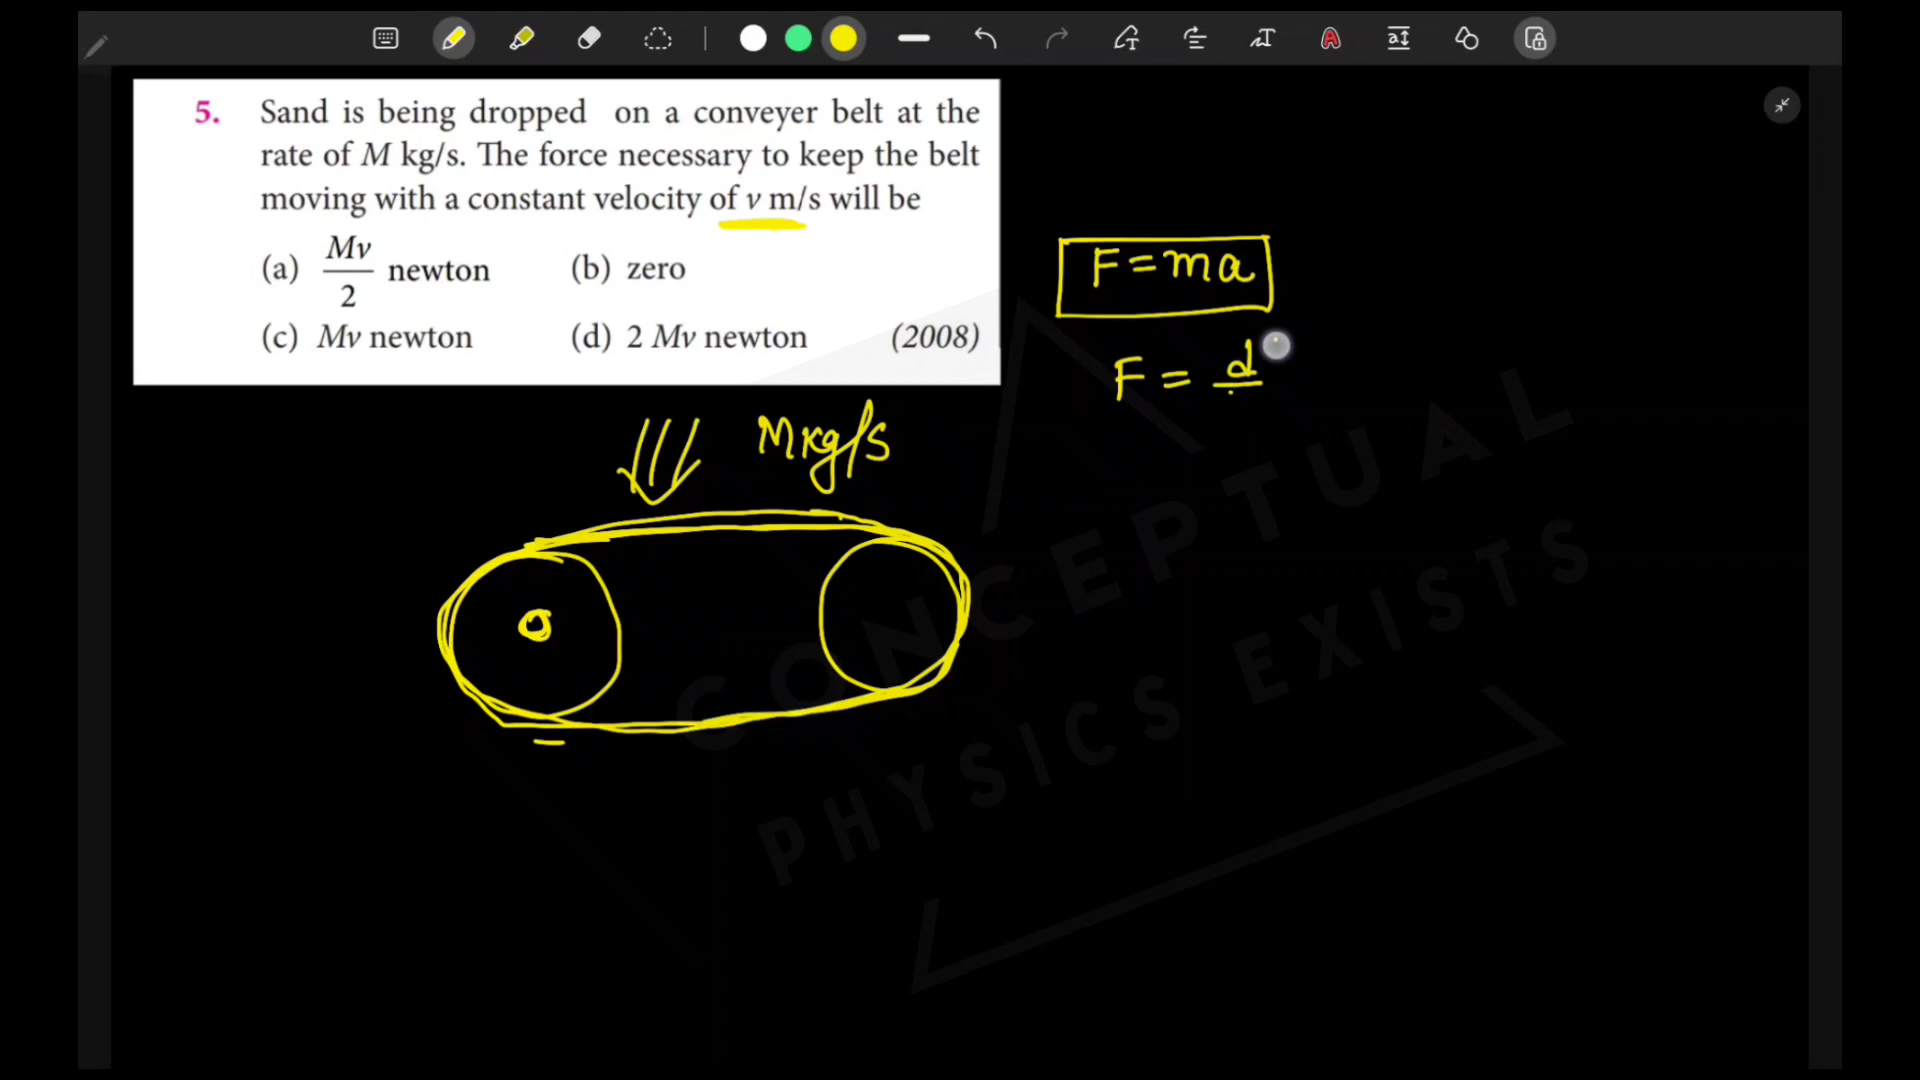 5. Sand is being dropped on a conveyer belt at the
rate of M kg/s. The force necessary to keep the belt
moving with a constant velocity of v m/s will be
(a) Mv/2 newton (b) zero
(c) Mv newton (d) 2 Mv newton (2008)
F = ma
F = d
M kg/s
CONCEPTUAL
PHYSICS EXISTS